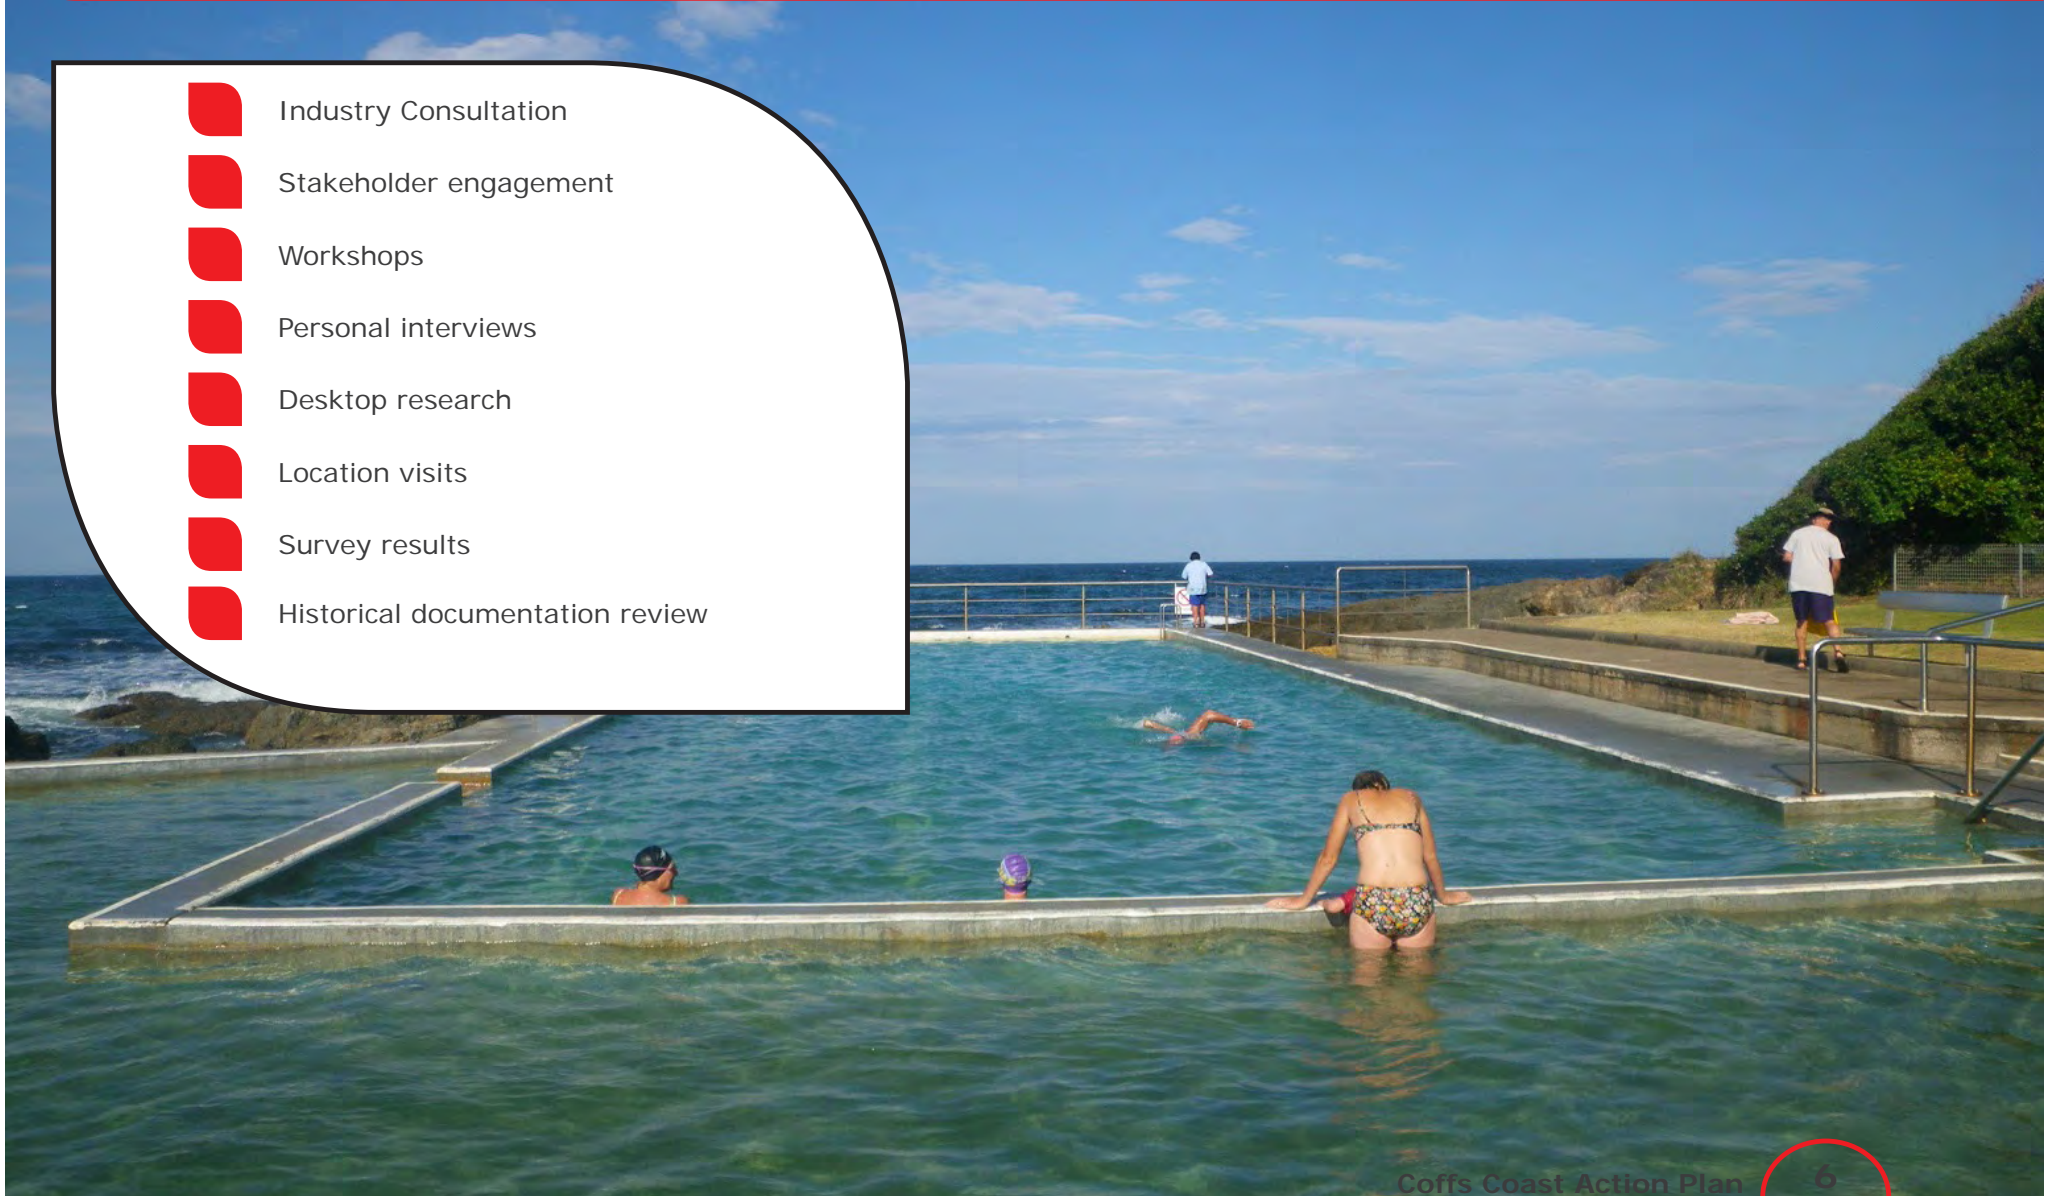 Industry Consultation
Stakeholder engagement
Workshops
Personal interviews
Desktop research
Location visits
Survey results
Historical documentation review
Coffs Coast Action Plan
6